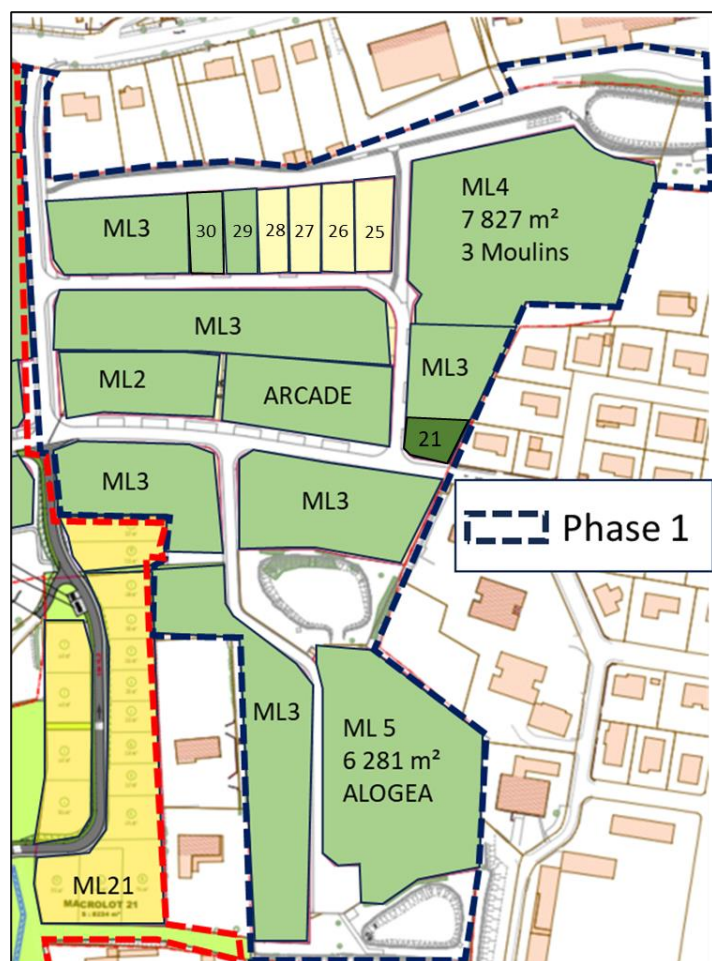 ML4
7 827 m²
3 Moulins
ML3
30
29
28
27
26
25
ML3
ML3
ML2
ARCADE
21
ML3
ML3
Phase 1
ML3
ML 5
6 281 m²
ALOGEA
ML21
MACROLOT 21